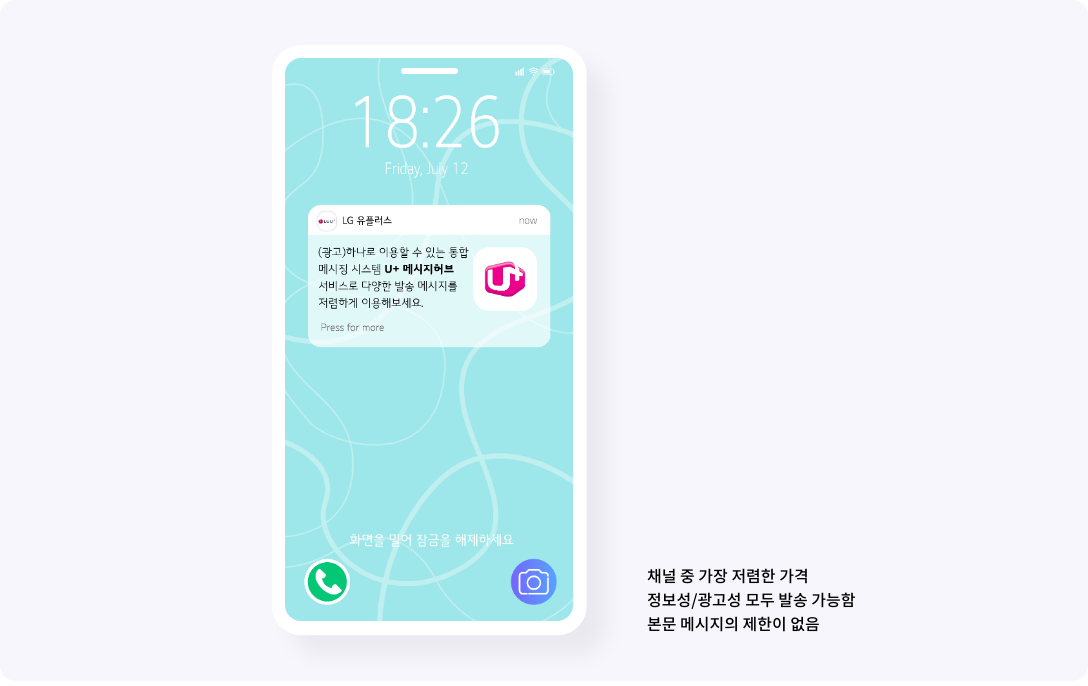 18:26
Friday, July 12
LG U+ LG 유플러스 now
(광고)하나로 이용할 수 있는 통합
메시징 시스템 U+ 메시지허브
서비스로 다양한 발송 메시지를
저렴하게 이용해보세요.
U+
Press for more
화면을 밀어 잠금을 해제하세요
채널 중 가장 저렴한 가격
정보성/광고성 모두 발송 가능함
본문 메시지의 제한이 없음